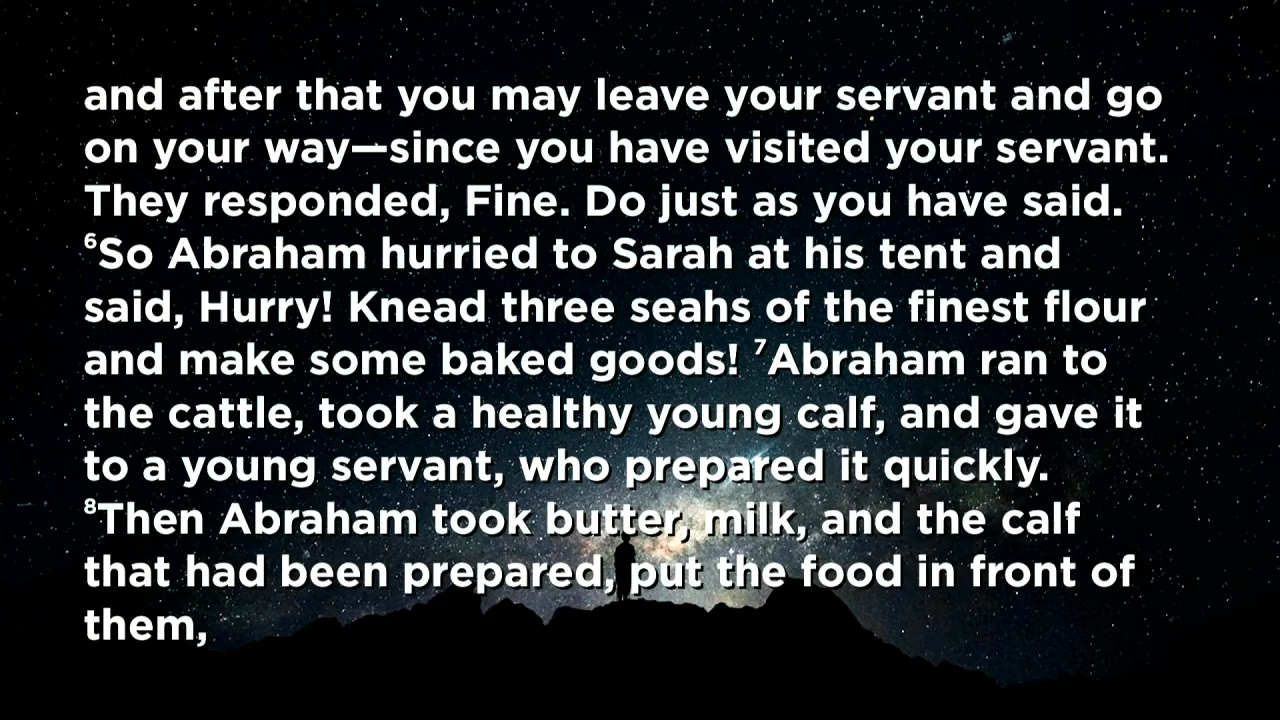 and after that you may leave your servant and go
on your way—since you have visited your servant.
They responded, Fine. Do just as you have said.
⁶So Abraham hurried to Sarah at his tent and
said, Hurry! Knead three seahs of the finest flour
and make some baked goods! ⁷Abraham ran to
the cattle, took a healthy young calf, and gave it
to a young servant, who prepared it quickly.
⁸Then Abraham took butter, milk, and the calf
that had been prepared, put the food in front of
them,